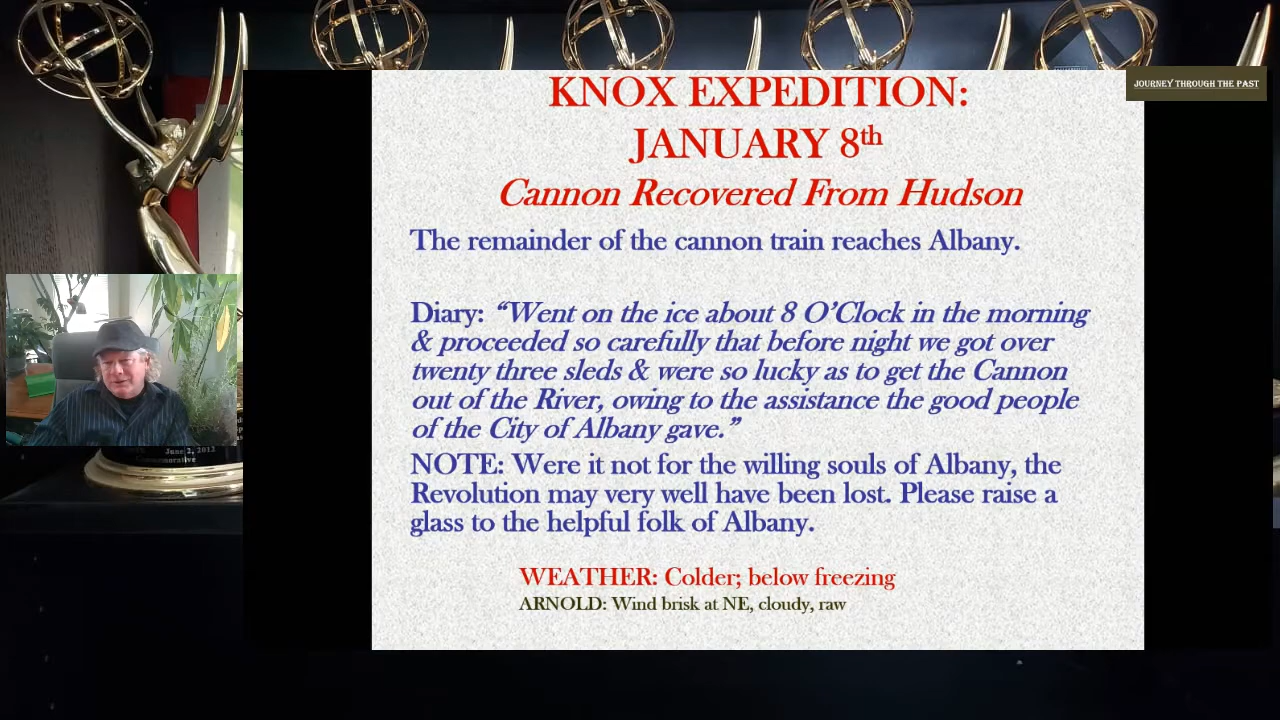 JOURNEY THROUGH THE PAST
KNOX EXPEDITION:
JANUARY 8th
Cannon Recovered From Hudson
The remainder of the cannon train reaches Albany.
Diary: “Went on the ice about 8 O’Clock in the morning
& proceeded so carefully that before night we got over
twenty three sleds & were so lucky as to get the Cannon
out of the River, owing to the assistance the good people
of the City of Albany gave.”
NOTE: Were it not for the willing souls of Albany, the
Revolution may very well have been lost. Please raise a
glass to the helpful folk of Albany.
WEATHER: Colder; below freezing
ARNOLD: Wind brisk at NE, cloudy, raw
June 2, 2012
Commemorative